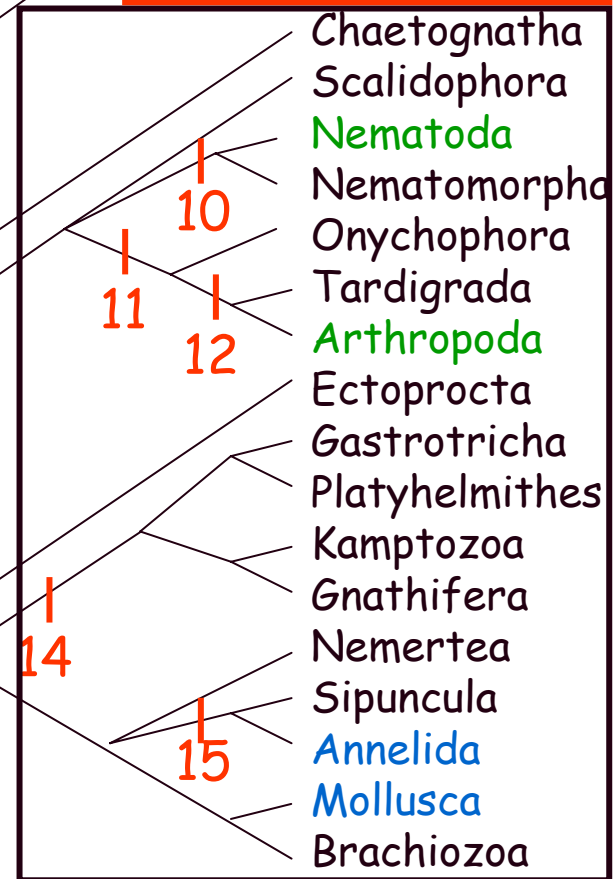 Chaetognatha
Scalidophora
Nematoda
10
Nematomorpha
Onychophora
11
Tardigrada
12
Arthropoda
Ectoprocta
Gastrotricha
Platyhelmithes
Kamptozoa
Gnathifera
14
Nemertea
Sipuncula
15
Annelida
Mollusca
Brachiozoa